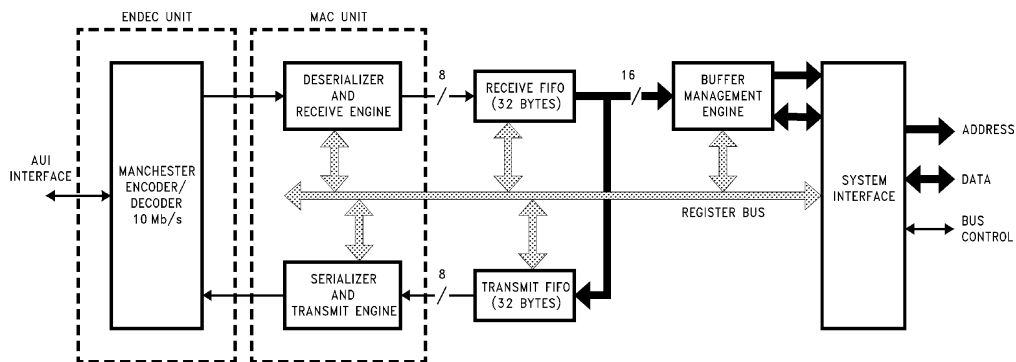 ENDEC UNIT
MAC UNIT
DESERIALIZER
AND
RECEIVE ENGINE
8
RECEIVE FIFO
(32 BYTES)
16
BUFFER
MANAGEMENT
ENGINE
AUI
INTERFACE
MANCHESTER
ENCODER/
DECODER
10 Mb/s
REGISTER BUS
SYSTEM
INTERFACE
ADDRESS
DATA
BUS
CONTROL
SERIALIZER
AND
TRANSMIT ENGINE
8
TRANSMIT FIFO
(32 BYTES)